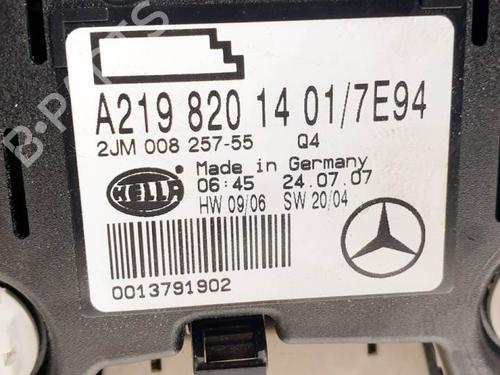 B-PARTS
A219 820 14 01/7E94
2JM 008 257-55 Q4
Made in Germany
HELLA
06:45 24.07.07
HW 09/06 SW 20/04
0013791902